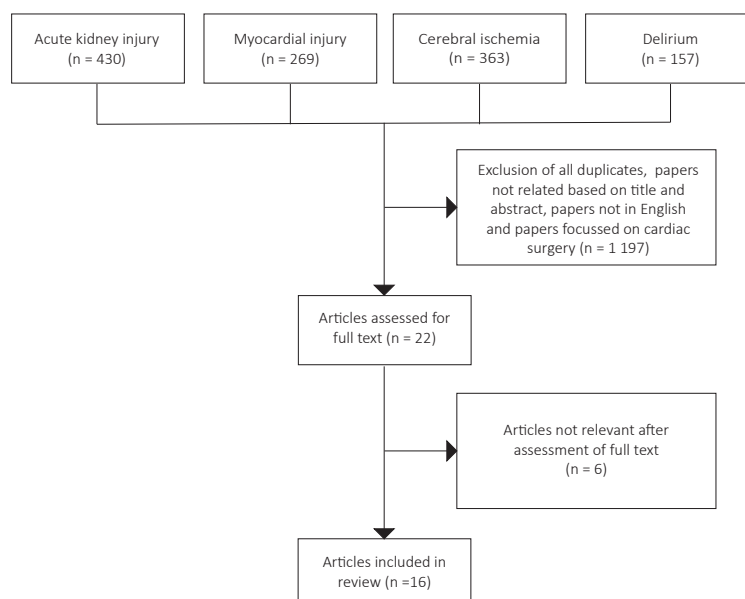 Acute kidney injury
(n = 430)
Myocardial injury
(n = 269)
Cerebral ischemia
(n = 363)
Delirium
(n = 157)
Exclusion of all duplicates, papers
not related based on title and
abstract, papers not in English
and papers focussed on cardiac
surgery (n = 1 197)
Articles assessed for
full text (n = 22)
Articles not relevant after
assessment of full text
(n = 6)
Articles included in
review (n =16)